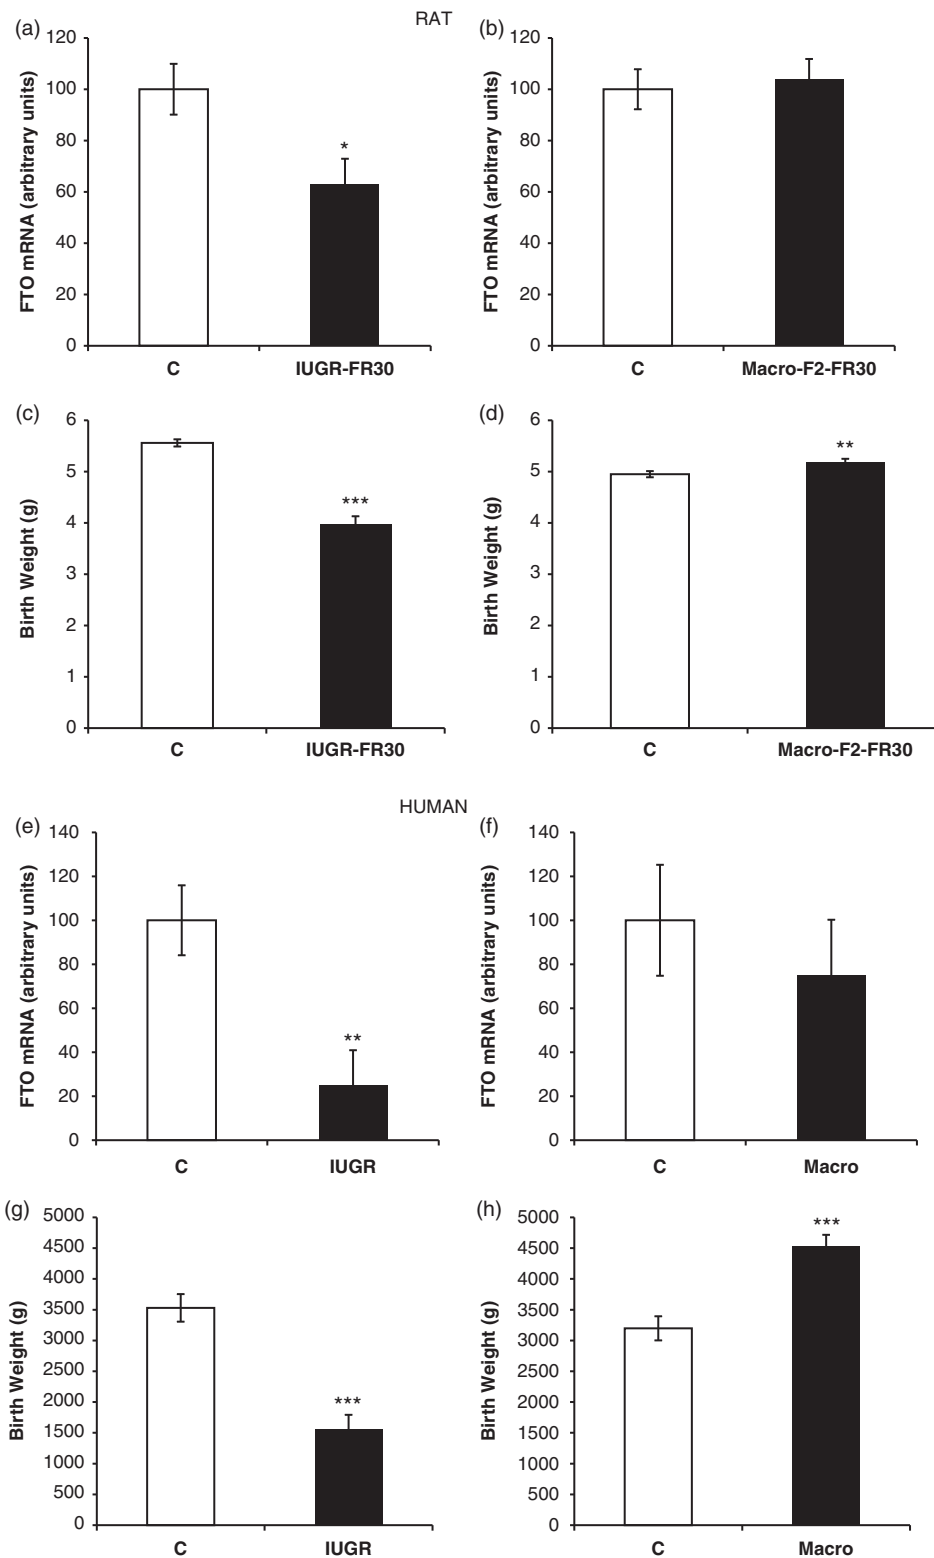 RAT
(a)
FTO mRNA (arbitrary units)
120
100
80
60
40
20
0
*
C
IUGR-FR30
(b)
FTO mRNA (arbitrary units)
120
100
80
60
40
20
0
C
Macro-F2-FR30
(c)
Birth Weight (g)
6
5
4
3
2
1
0
***
C
IUGR-FR30
(d)
Birth Weight (g)
6
5
4
3
2
1
0
**
C
Macro-F2-FR30
HUMAN
(e)
FTO mRNA (arbitrary units)
140
120
100
80
60
40
20
0
**
C
IUGR
(f)
FTO mRNA (arbitrary units)
140
120
100
80
60
40
20
0
C
Macro
(g)
Birth Weight (g)
5000
4500
4000
3500
3000
2500
2000
1500
1000
500
0
***
C
IUGR
(h)
Birth Weight (g)
5000
4500
4000
3500
3000
2500
2000
1500
1000
500
0
***
C
Macro